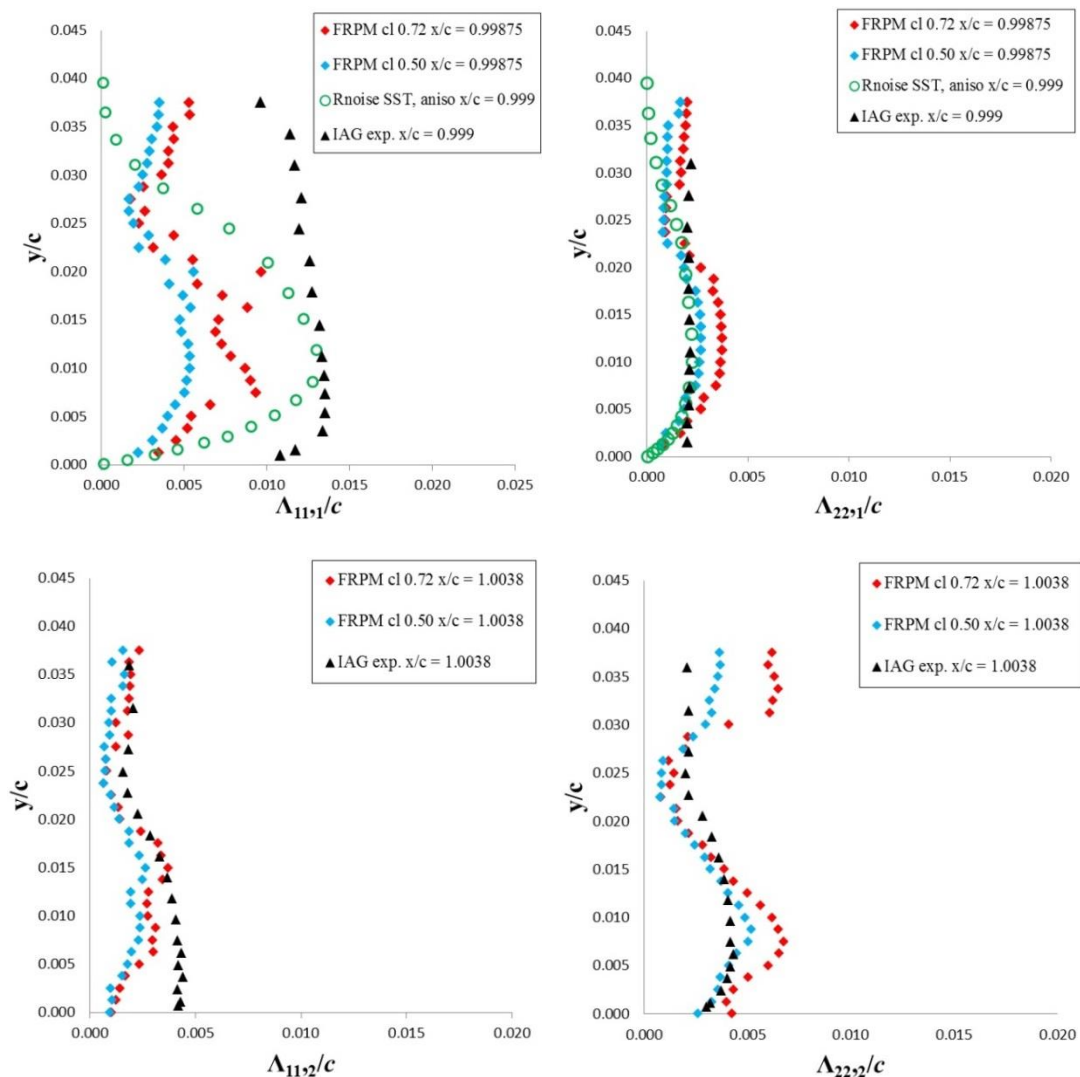 0.045
0.040
0.035
0.030
0.025
0.020
0.015
0.010
0.005
0.000
y/c
0.000 0.005 0.010 0.015 0.020 0.025
Λ11,1/c
FRPM cl 0.72 x/c = 0.99875
FRPM cl 0.50 x/c = 0.99875
Rnoise SST, aniso x/c = 0.999
IAG exp. x/c = 0.999
0.045
0.040
0.035
0.030
0.025
0.020
0.015
0.010
0.005
0.000
y/c
0.000 0.005 0.010 0.015 0.020
Λ22,1/c
FRPM cl 0.72 x/c = 0.99875
FRPM cl 0.50 x/c = 0.99875
Rnoise SST, aniso x/c = 0.999
IAG exp. x/c = 0.999
0.045
0.040
0.035
0.030
0.025
0.020
0.015
0.010
0.005
0.000
y/c
0.000 0.005 0.010 0.015 0.020
Λ11,2/c
FRPM cl 0.72 x/c = 1.0038
FRPM cl 0.50 x/c = 1.0038
IAG exp. x/c = 1.0038
0.045
0.040
0.035
0.030
0.025
0.020
0.015
0.010
0.005
0.000
y/c
0.000 0.005 0.010 0.015 0.020
Λ22,2/c
FRPM cl 0.72 x/c = 1.0038
FRPM cl 0.50 x/c = 1.0038
IAG exp. x/c = 1.0038